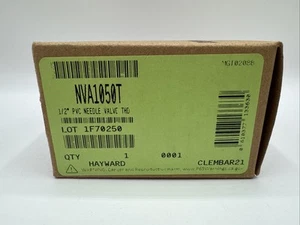 NVA1050T
1/2" PVC NEEDLE VALVE THD
LOT 1F70250
QTY 1 0001
HAYWARD CLEMBAR21